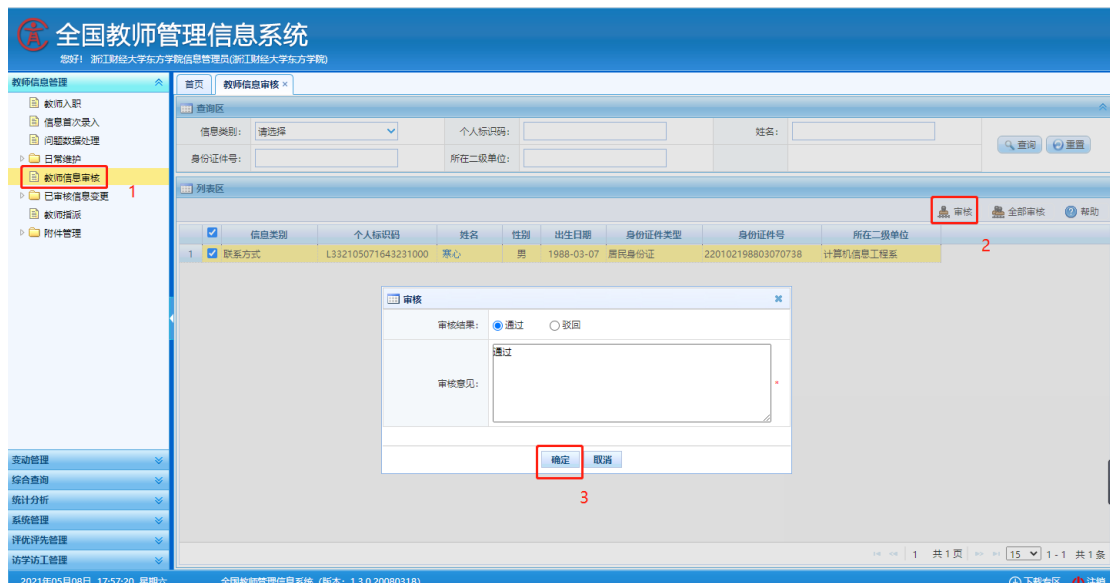 全国教师管理信息系统
您好! 浙江财经大学东方学院信息管理员(浙江财经大学东方学院)
教师信息管理
首页 教师信息审核 ×
教师入职
信息首次录入
问题数据处理
日常维护
教师信息审核
1
已审核信息变更
教师指派
附件管理
查询区
信息类别: 请选择 个人标识码: 姓名:
身份证件号: 所在二级单位:
查询 重置
列表区
审核 全部审核 帮助
2
信息类别 个人标识码 姓名 性别 出生日期 身份证件类型 身份证件号 所在二级单位
1 联系方式 L332105071643231000 寒心 男 1988-03-07 居民身份证 220102198803070738 计算机信息工程系
审核
审核结果: 通过 驳回
审核意见: 通过 *
确定 取消
3
变动管理
综合查询
统计分析
系统管理
评优评先管理
访学访工管理
1 共1页 15 1-1 共1条
2021年05月08日 17:57:20 星期六 全国教师管理信息系统 (版本: 1.3.0.20080318) 下载专区 注销